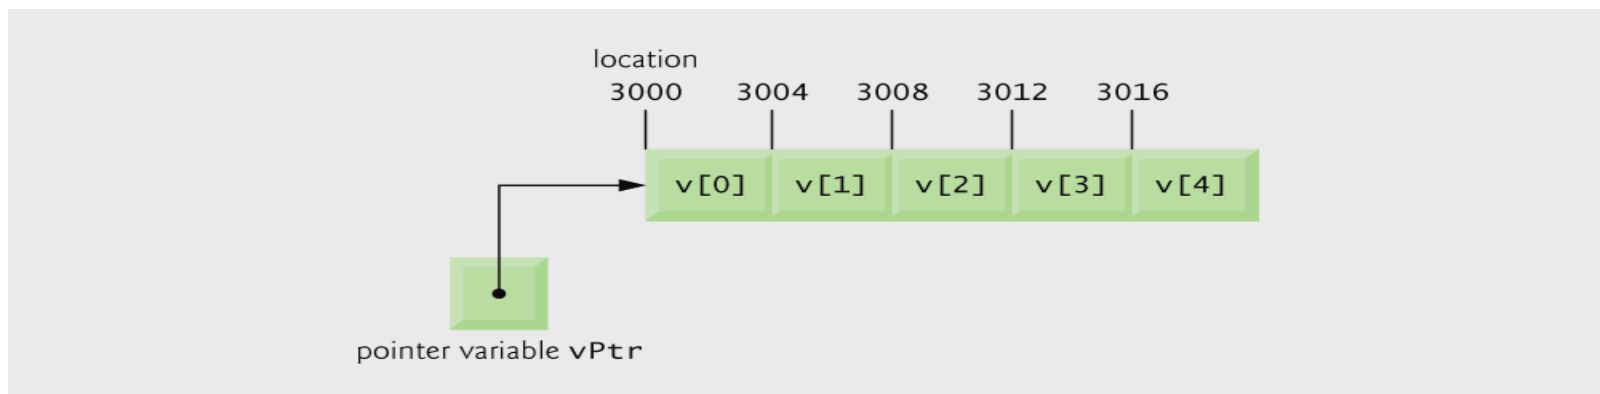 location
3000 3004 3008 3012 3016
v[0] v[1] v[2] v[3] v[4]
pointer variable vPtr